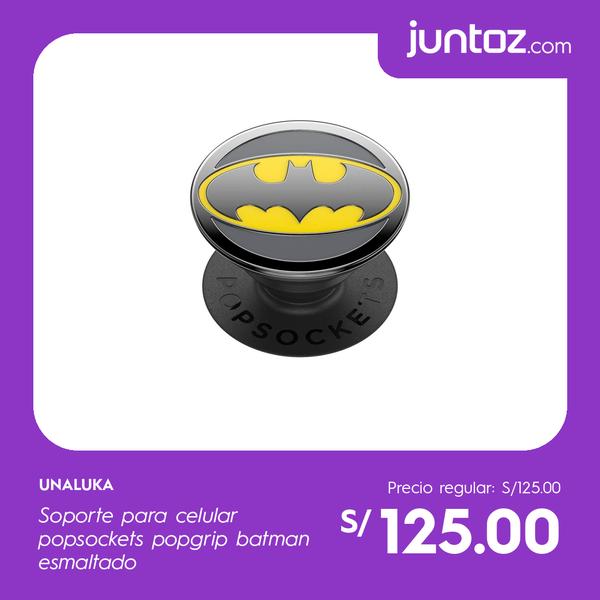 juntoz.com
POPSOCKETS
UNALUKA
Soporte para celular
popsockets popgrip batman
esmaltado
Precio regular: S/125.00
S/125.00